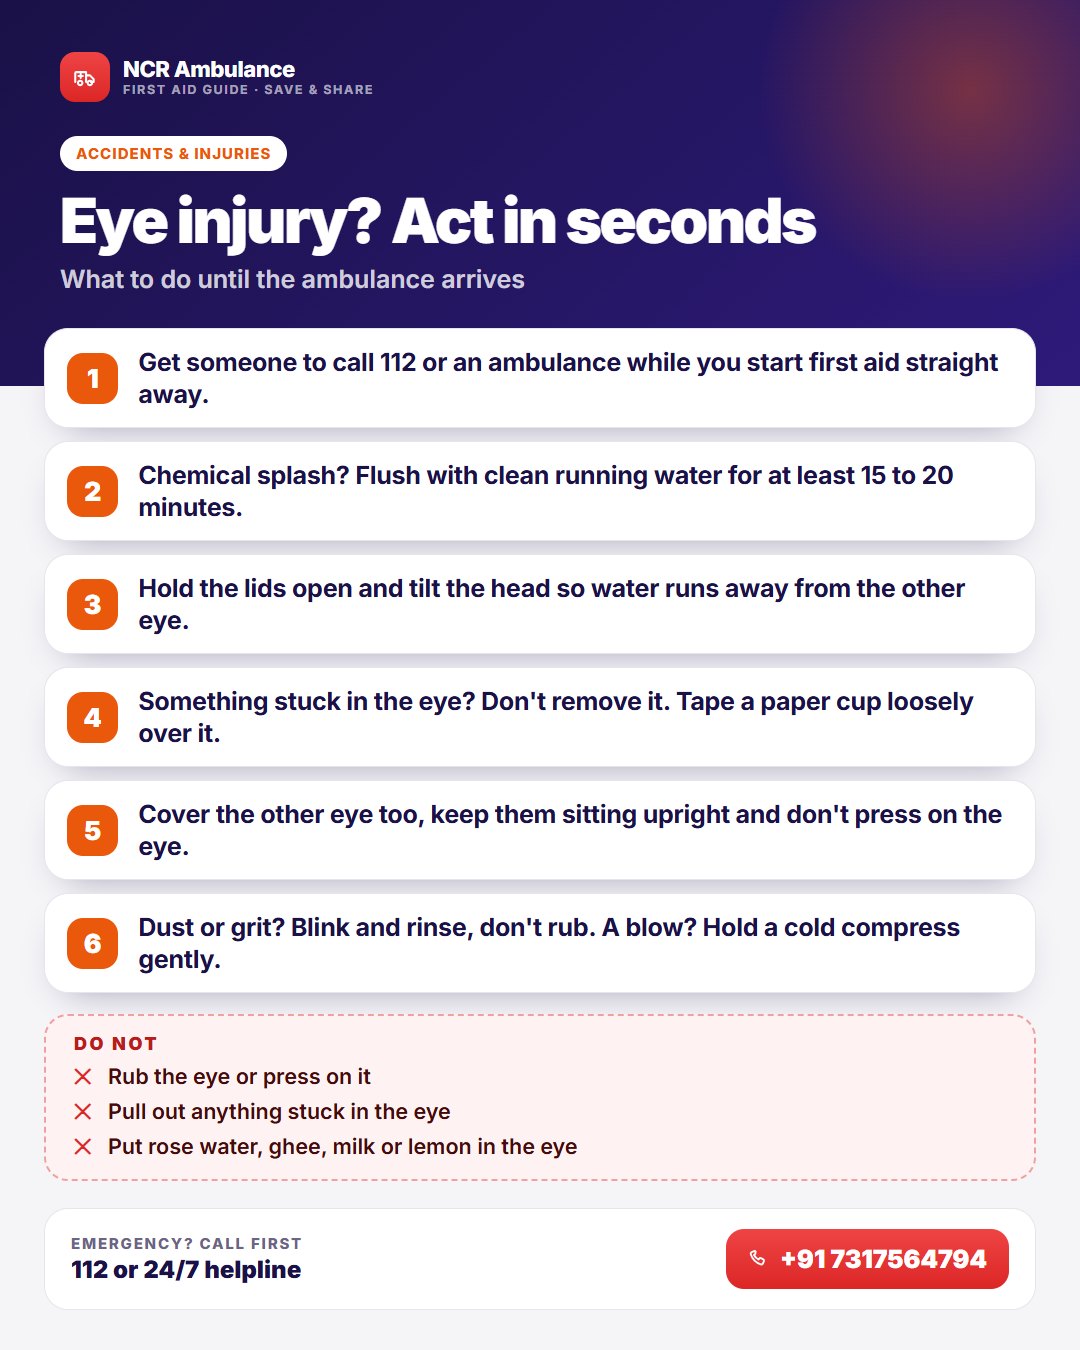 NCR Ambulance
FIRST AID GUIDE · SAVE & SHARE
ACCIDENTS & INJURIES
Eye injury? Act in seconds
What to do until the ambulance arrives
1 Get someone to call 112 or an ambulance while you start first aid straight
away.
2 Chemical splash? Flush with clean running water for at least 15 to 20
minutes.
3 Hold the lids open and tilt the head so water runs away from the other
eye.
4 Something stuck in the eye? Don't remove it. Tape a paper cup loosely
over it.
5 Cover the other eye too, keep them sitting upright and don't press on the
eye.
6 Dust or grit? Blink and rinse, don't rub. A blow? Hold a cold compress
gently.
DO NOT
Rub the eye or press on it
Pull out anything stuck in the eye
Put rose water, ghee, milk or lemon in the eye
EMERGENCY? CALL FIRST
112 or 24/7 helpline
+91 7317564794